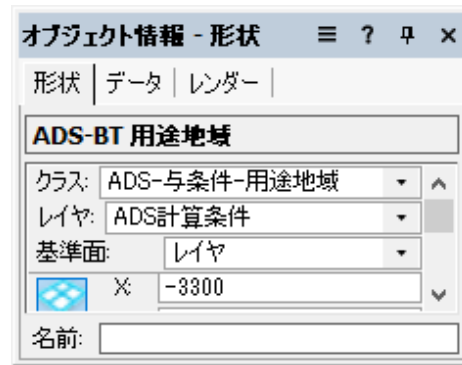 オブジェクト情報 - 形状 ≡ ? ×
形状 データ レンダー
ADS-BT 用途地域
クラス: ADS-与条件-用途地域
レイヤ: ADS計算条件
基準面: レイヤ
X: -3300
名前: